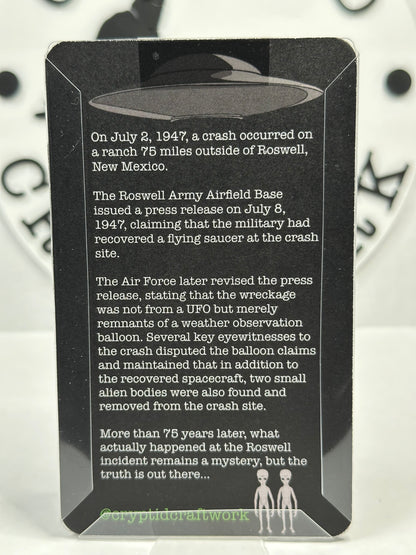 On July 2, 1947, a crash occurred on
a ranch 75 miles outside of Roswell,
New Mexico.
The Roswell Army Airfield Base
issued a press release on July 8,
1947, claiming that the military had
recovered a flying saucer at the crash
site.
The Air Force later revised the press
release, stating that the wreckage
was not from a UFO but merely
remnants of a weather observation
balloon. Several key eyewitnesses to
the crash disputed the balloon claims
and maintained that in addition to
the recovered spacecraft, two small
alien bodies were also found and
removed from the crash site.
More than 75 years later, what
actually happened at the Roswell
incident remains a mystery, but the
truth is out there...
@cryptidcraftwork